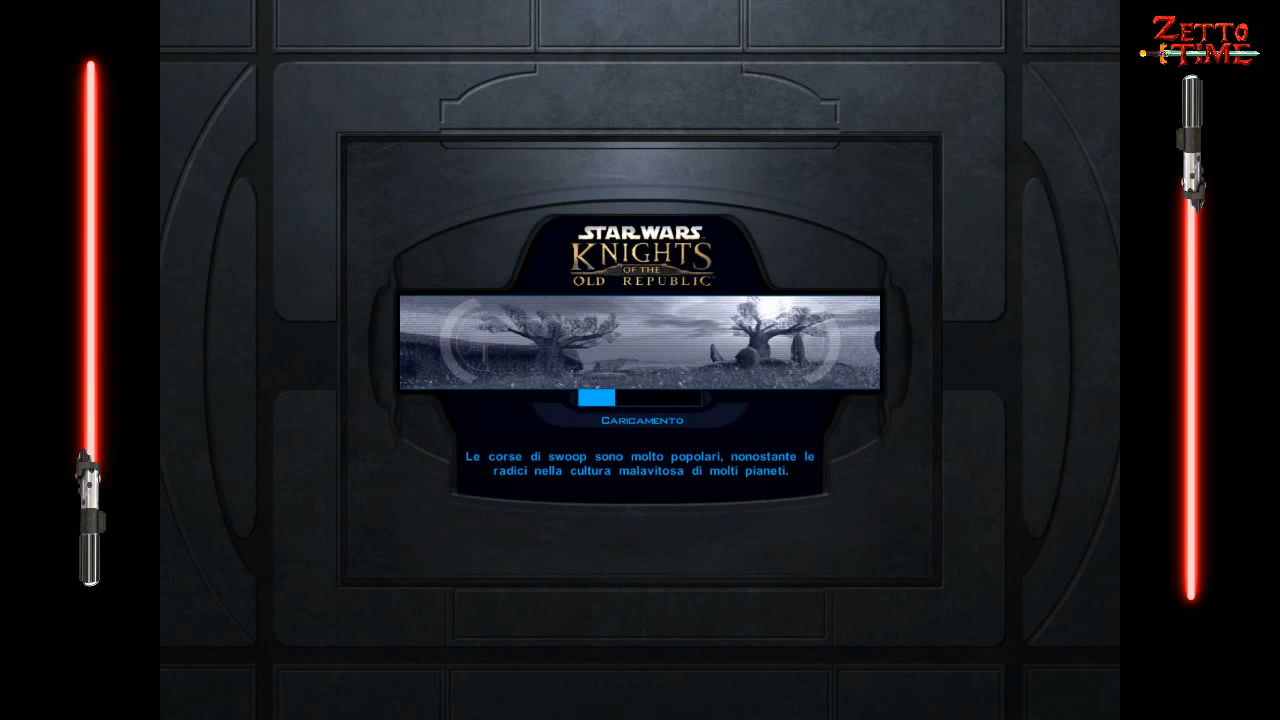 ZETTO
TIME
STAR WARS
KNIGHTS
OF THE
OLD REPUBLIC™
CARICAMENTO
Le corse di swoop sono molto popolari, nonostante le
radici nella cultura malavitosa di molti pianeti.